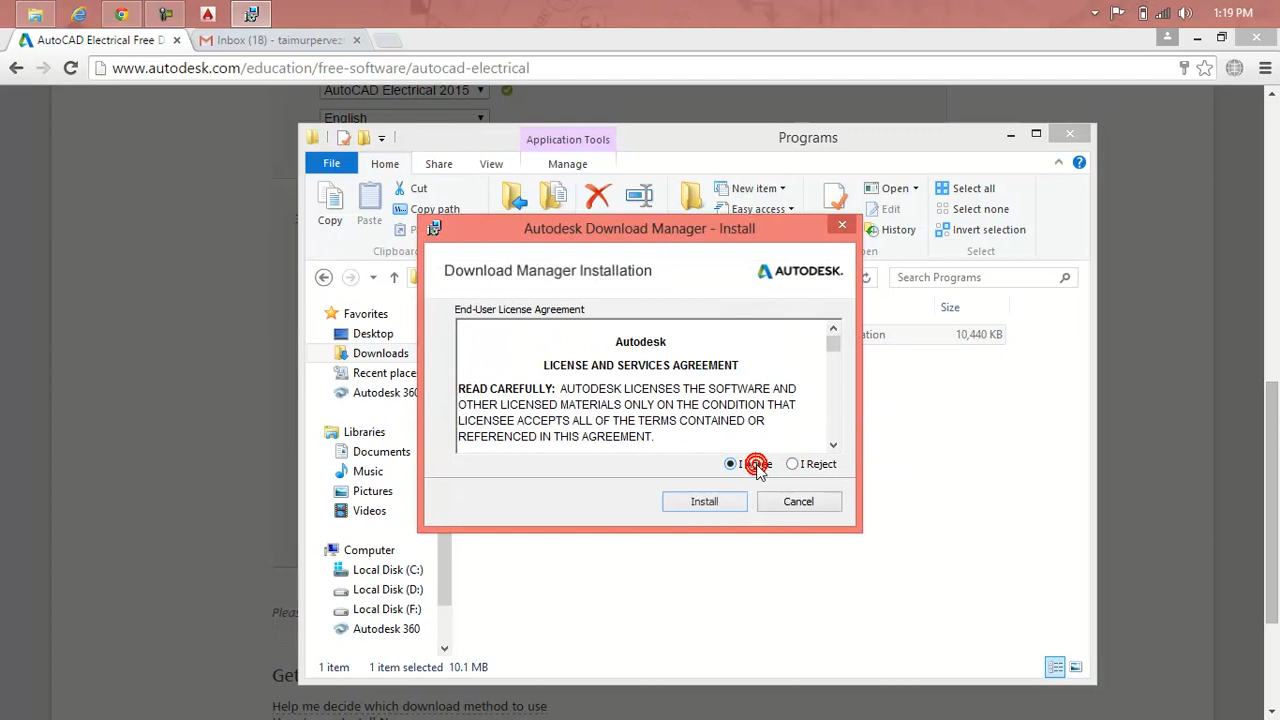 1:19 PM
AutoCAD Electrical Free D
Inbox (18) - taimurpervez
www.autodesk.com/education/free-software/autocad-electrical
AutoCAD Electrical 2015
English
Application Tools
Programs
File
Home
Share
View
Manage
Copy
Paste
Cut
Copy path
New item
Easy access
Open
Edit
History
Select all
Select none
Invert selection
Clipboard
Select
Autodesk Download Manager - Install
Download Manager Installation
AUTODESK.
End-User License Agreement
Autodesk
LICENSE AND SERVICES AGREEMENT
READ CAREFULLY: AUTODESK LICENSES THE SOFTWARE AND
OTHER LICENSED MATERIALS ONLY ON THE CONDITION THAT
LICENSEE ACCEPTS ALL OF THE TERMS CONTAINED OR
REFERENCED IN THIS AGREEMENT.
I Agree
I Reject
Install
Cancel
Search Programs
Size
ation
10,440 KB
Favorites
Desktop
Downloads
Recent place
Autodesk 360
Libraries
Documents
Music
Pictures
Videos
Computer
Local Disk (C:)
Local Disk (D:)
Local Disk (F:)
Autodesk 360
1 item
1 item selected 10.1 MB
Pleas
Get
Help me decide which download method to use